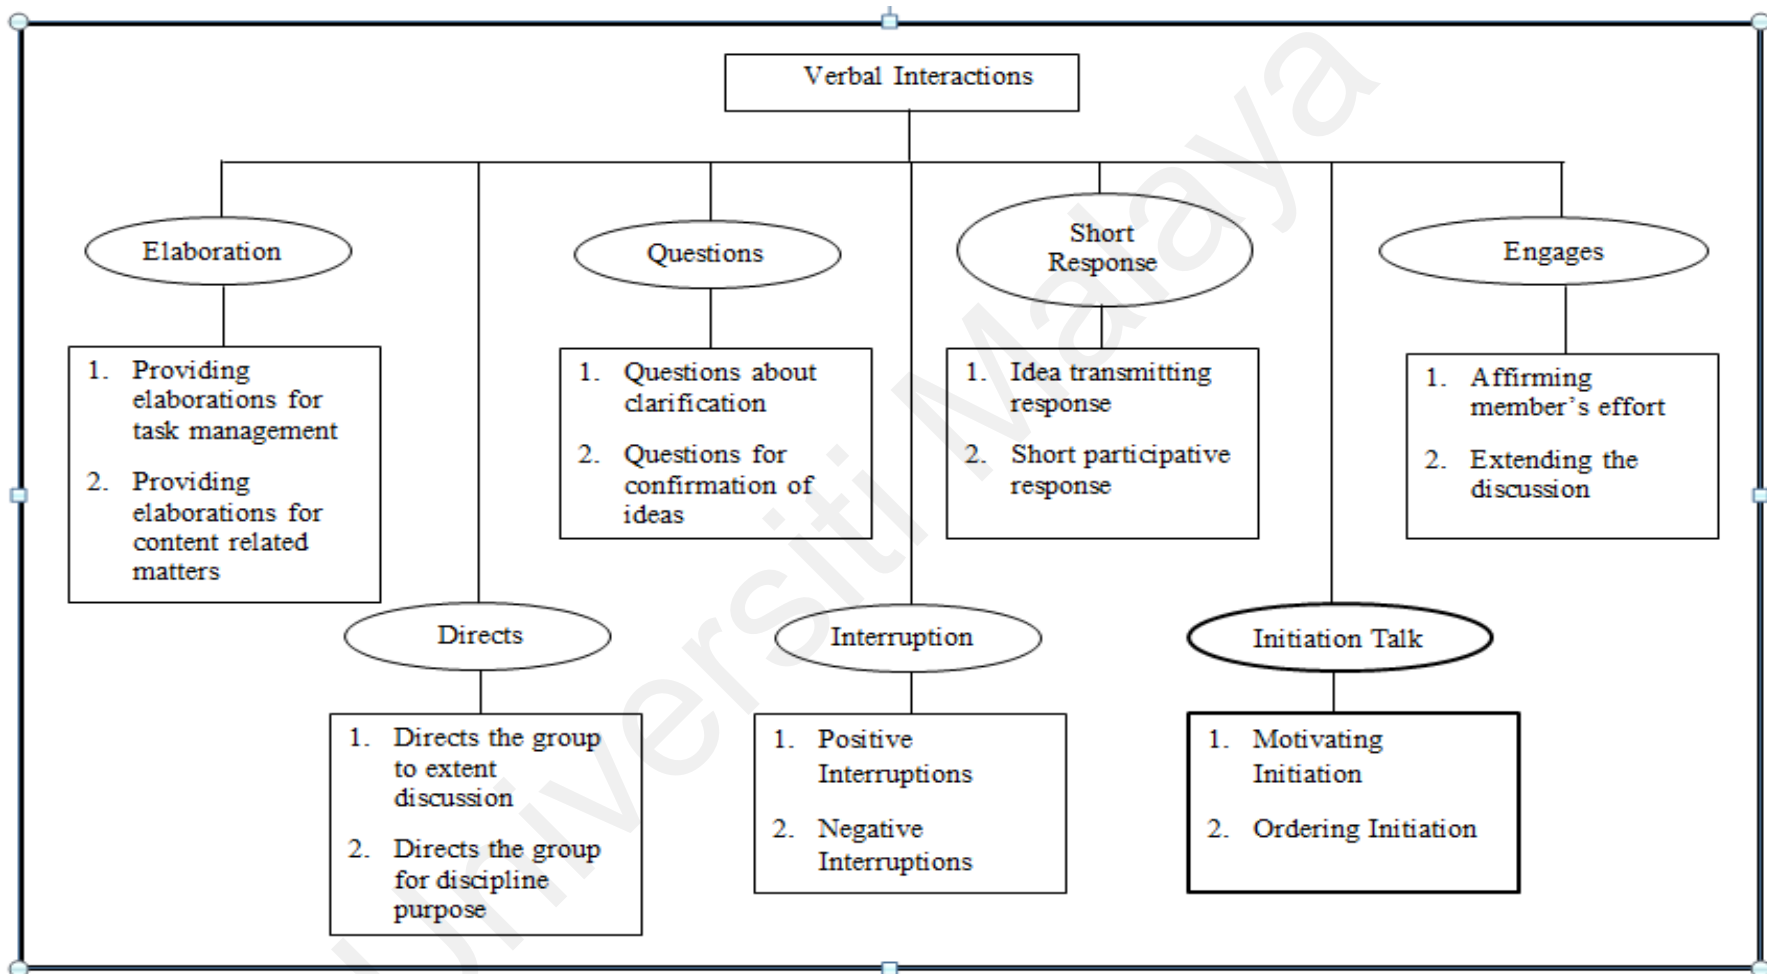 Verbal Interactions
Elaboration
1. Providing
elaborations for
task management
2. Providing
elaborations for
content related
matters
Questions
1. Questions about
clarification
2. Questions for
confirmation of
ideas
Short
Response
1. Idea transmitting
response
2. Short participative
response
Engages
1. Affirming
member’s effort
2. Extending the
discussion
Directs
1. Directs the group
to extent
discussion
2. Directs the group
for discipline
purpose
Interruption
1. Positive
Interruptions
2. Negative
Interruptions
Initiation Talk
1. Motivating
Initiation
2. Ordering Initiation
Universiti Malaya